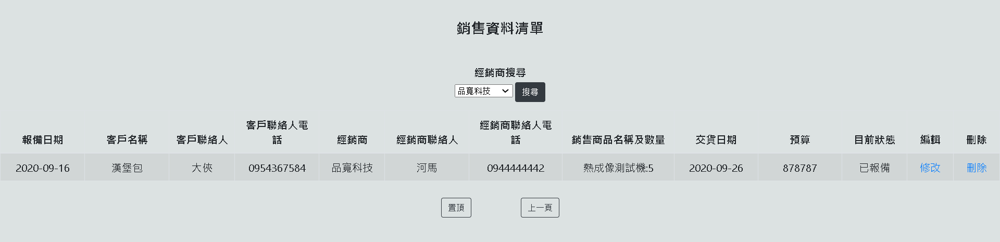 銷售資料清單
經銷商搜尋
品寬科技 搜尋
報備日期 客戶名稱 客戶聯絡人 客戶聯絡人電話 經銷商 經銷商聯絡人 經銷商聯絡人電話 銷售商品名稱及數量 交貨日期 預算 目前狀態 編輯 刪除
2020-09-16 漢堡包 大俠 0954367584 品寬科技 河馬 0944444442 熱成像測試機:5 2020-09-26 878787 已報備 修改 刪除
置頂 上一頁